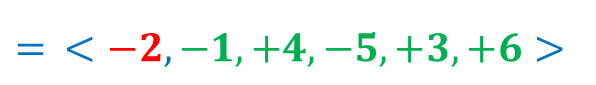 = < −2, −1, +4, −5, +3, +6 >